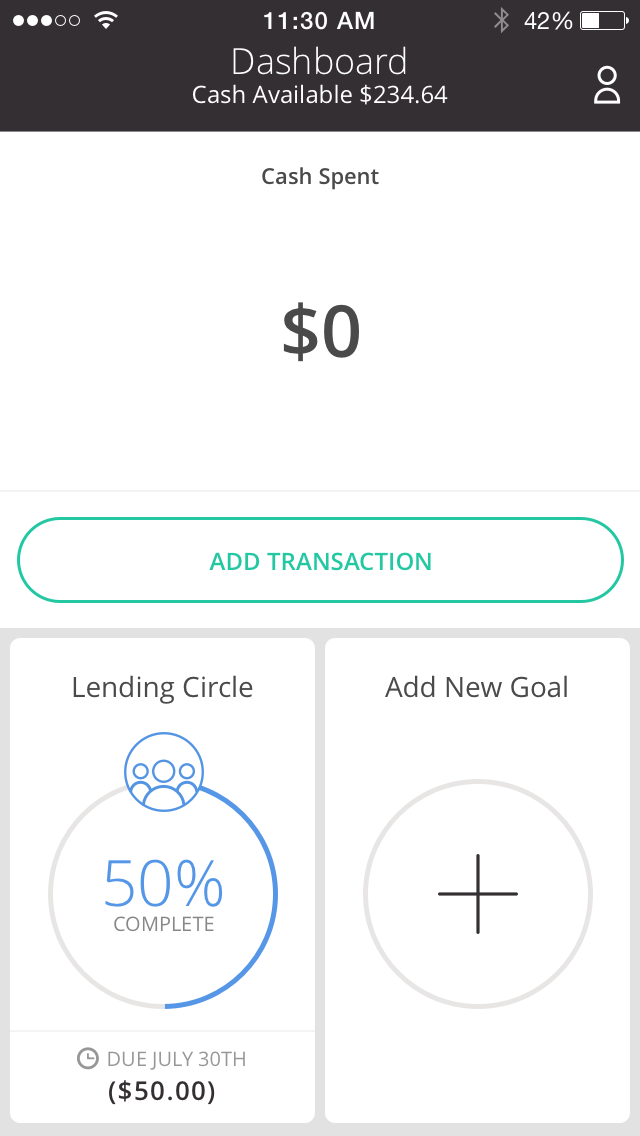 11:30 AM
42%
Dashboard
Cash Available $234.64
Cash Spent
$0
ADD TRANSACTION
Lending Circle
50%
COMPLETE
DUE JULY 30TH
($50.00)
Add New Goal